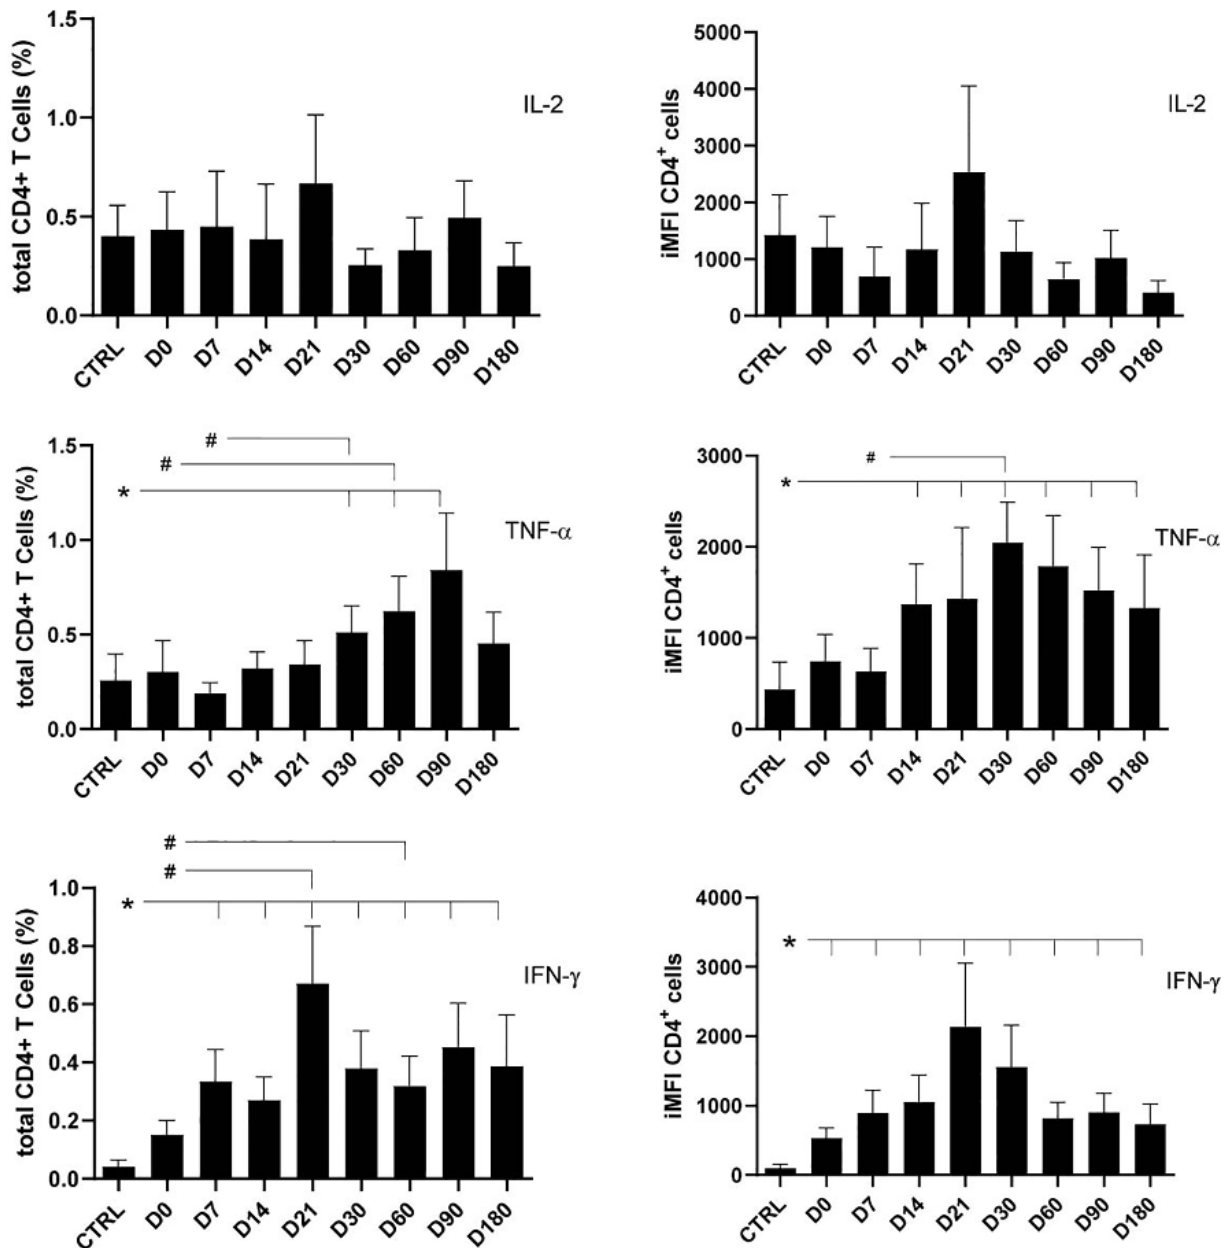 total CD4+ T Cells (%)
1.5
1.0
0.5
0.0
IL-2
CTRL D0 D7 D14 D21 D30 D60 D90 D180
iMFI CD4⁺ cells
5000
4000
3000
2000
1000
0
IL-2
CTRL D0 D7 D14 D21 D30 D60 D90 D180
total CD4+ T Cells (%)
1.5
1.0
0.5
0.0
#
#
*
TNF-α
CTRL D0 D7 D14 D21 D30 D60 D90 D180
iMFI CD4⁺ cells
3000
2000
1000
0
#
*
TNF-α
CTRL D0 D7 D14 D21 D30 D60 D90 D180
total CD4+ T Cells (%)
1.0
0.8
0.6
0.4
0.2
0.0
#
#
*
IFN-γ
CTRL D0 D7 D14 D21 D30 D60 D90 D180
iMFI CD4⁺ cells
4000
3000
2000
1000
0
*
IFN-γ
CTRL D0 D7 D14 D21 D30 D60 D90 D180